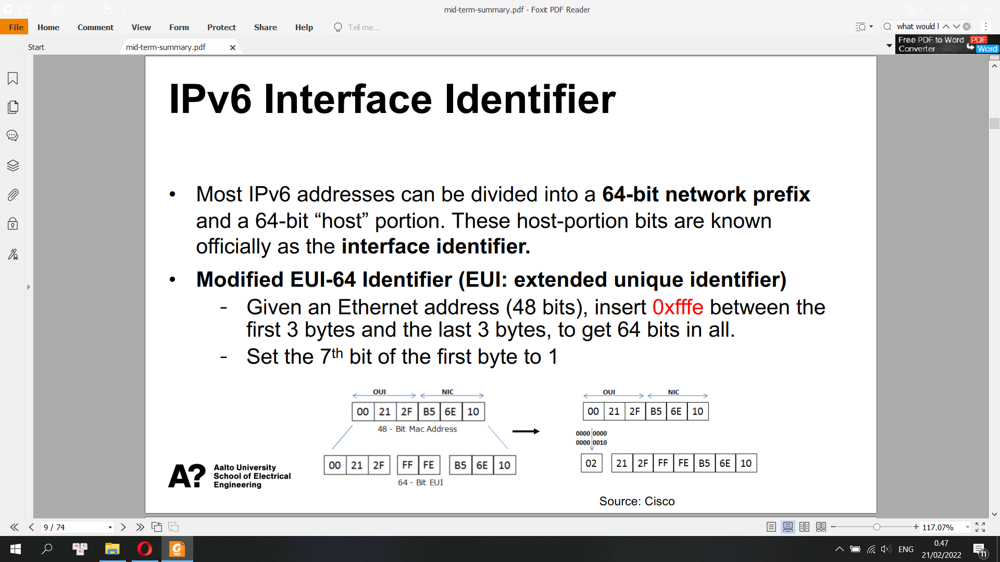 mid-term-summary.pdf - Foxit PDF Reader
File Home Comment View Form Protect Share Help Tell me...
what would
Start mid-term-summary.pdf
Free PDF to Word
Converter
PDF
Word
IPv6 Interface Identifier
• Most IPv6 addresses can be divided into a 64-bit network prefix
and a 64-bit “host” portion. These host-portion bits are known
officially as the interface identifier.
• Modified EUI-64 Identifier (EUI: extended unique identifier)
- Given an Ethernet address (48 bits), insert 0xfffe between the
first 3 bytes and the last 3 bytes, to get 64 bits in all.
- Set the 7th bit of the first byte to 1
OUI NIC
00 21 2F B5 6E 10
48 - Bit Mac Address
00 21 2F FF FE B5 6E 10
64 - Bit EUI
OUI NIC
00 21 2F B5 6E 10
0000 0000
0000 0010
02 21 2F FF FE B5 6E 10
Source: Cisco
A?
Aalto University
School of Electrical
Engineering
9 / 74
117.07%
ENG
0.47
21/02/2022
11